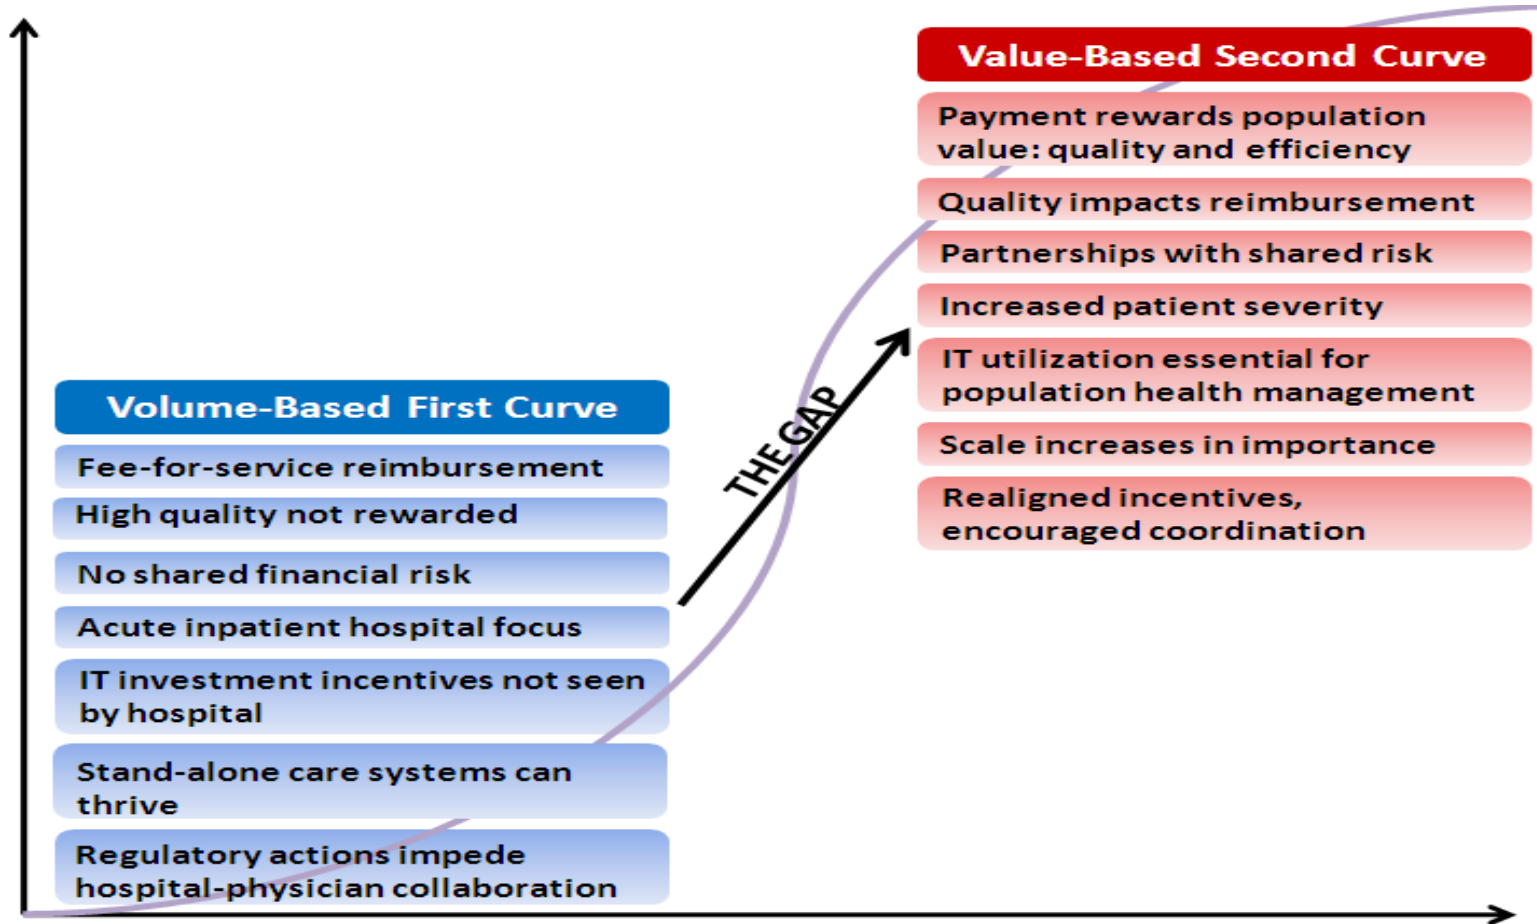 Volume-Based First Curve
Fee-for-service reimbursement
High quality not rewarded
No shared financial risk
Acute inpatient hospital focus
IT investment incentives not seen
by hospital
Stand-alone care systems can
thrive
Regulatory actions impede
hospital-physician collaboration
THE GAP
Value-Based Second Curve
Payment rewards population
value: quality and efficiency
Quality impacts reimbursement
Partnerships with shared risk
Increased patient severity
IT utilization essential for
population health management
Scale increases in importance
Realigned incentives,
encouraged coordination